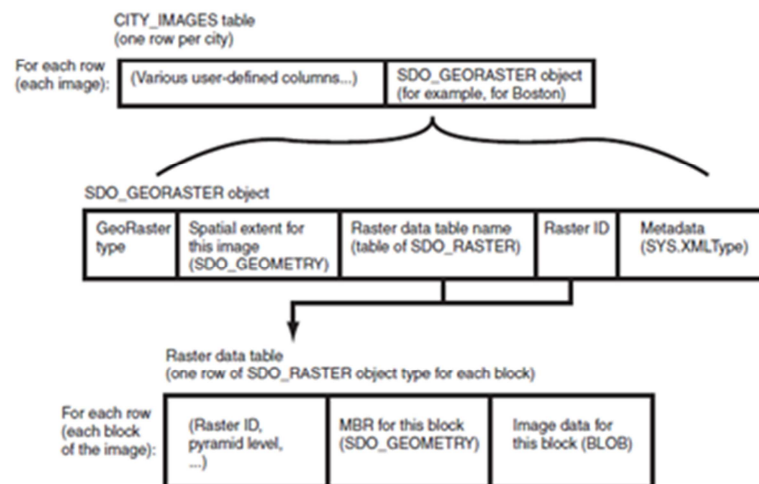 CITY_IMAGES table
(one row per city)
For each row
(each image):
(Various user-defined columns...)
SDO_GEORASTER object
(for example, for Boston)
SDO_GEORASTER object
GeoRaster
type
Spatial extent for
this image
(SDO_GEOMETRY)
Raster data table name
(table of SDO_RASTER)
Raster ID
Metadata
(SYS.XMLType)
Raster data table
(one row of SDO_RASTER object type for each block)
For each row
(each block
of the image):
(Raster ID,
pyramid level,
...)
MBR for this block
(SDO_GEOMETRY)
Image data for
this block (BLOB)